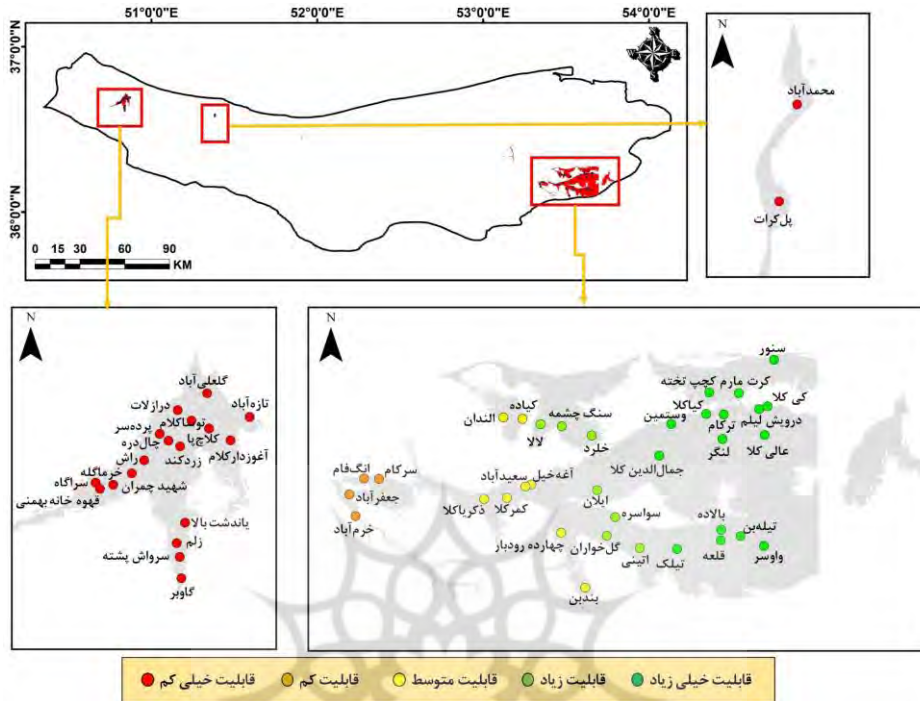 51°0'0"E
52°0'0"E
53°0'0"E
54°0'0"E
37°0'0"N
36°0'0"N
0 15 30 60 90
KM
N
محمدآباد
پل‌کرات
N
گلعلی‌آباد
تازه‌آباد
درازلات
توساکلام
پرده‌سر
کلاچ‌پا
چال‌دره
آغوزدارکلام
زردکند
راش
خرماگله
سراگاه
شهید چمران
قهوه خانه بهمنی
یاندشت بالا
زلم
سرواش پشته
گاوبر
N
سنور
کرت مارم کچپ تخته
کی کلا
کیاکلا
درویش لیلم
ترکام
وستمین
عالی کلا
لنگر
جمال‌الدین کلا
سنگ چشمه
کیاده
الندان
لالا
خلرد
سرکام
انگ‌فام
جعفرآباد
خرم‌آباد
آغه‌خیل
سعیدآباد
کمرکلا
ذکریاکلا
ایلان
سواسره
چهارده رودبار
گل‌خواران
اتینی
تیلک
بالاده
تیله‌بن
قلعه
واوسر
بندبن
قابلیت خیلی کم
قابلیت کم
قابلیت متوسط
قابلیت زیاد
قابلیت خیلی زیاد